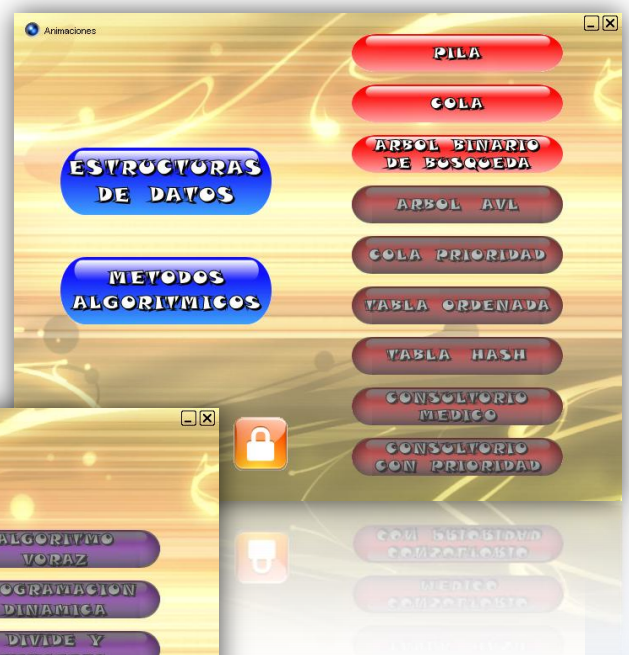 Animaciones
ESTRUCTURAS
DE DATOS
METODOS
ALGORITMICOS
PILA
COLA
ARBOL BINARIO
DE BUSQUEDA
ARBOL AVL
COLA PRIORIDAD
TABLA ORDENADA
TABLA HASH
CONSULTORIO
MEDICO
CONSULTORIO
CON PRIORIDAD
ALGORITMO
VORAZ
OGRAMACION
DINAMICA
DIVIDE Y